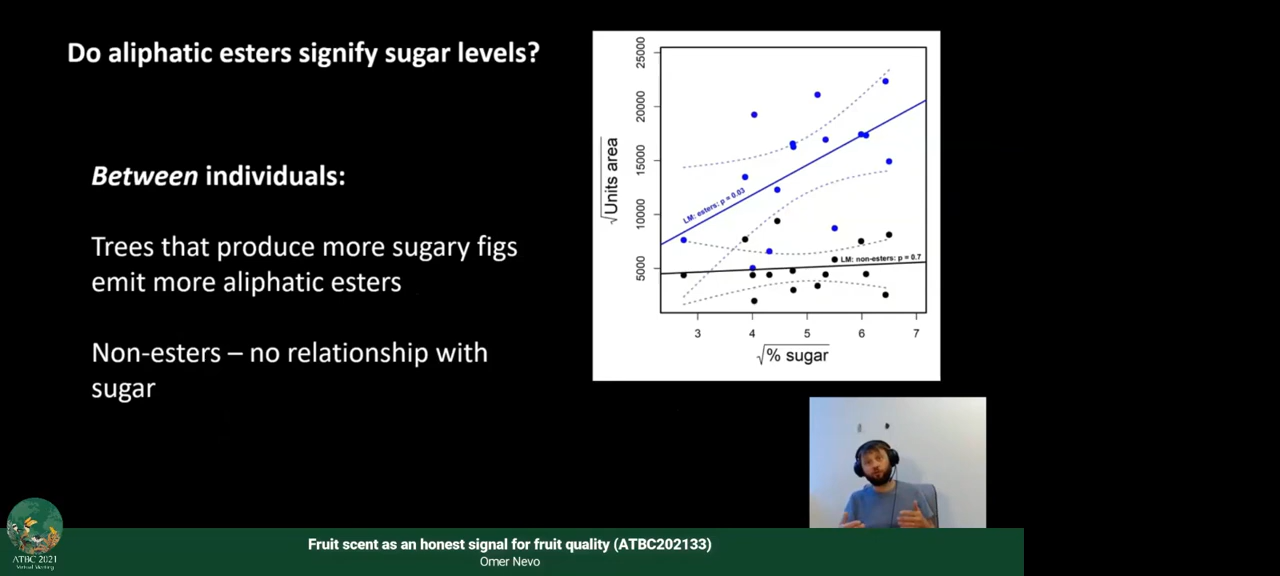 Do aliphatic esters signify sugar levels?
Between individuals:
Trees that produce more sugary figs
emit more aliphatic esters
Non-esters – no relationship with
sugar
25000
20000
15000
10000
5000
√Units area
LM: esters: p = 0.03
LM: non-esters: p = 0.7
3 4 5 6 7
√% sugar
ATBC 2021
Virtual Meeting
Fruit scent as an honest signal for fruit quality (ATBC202133)
Omer Nevo